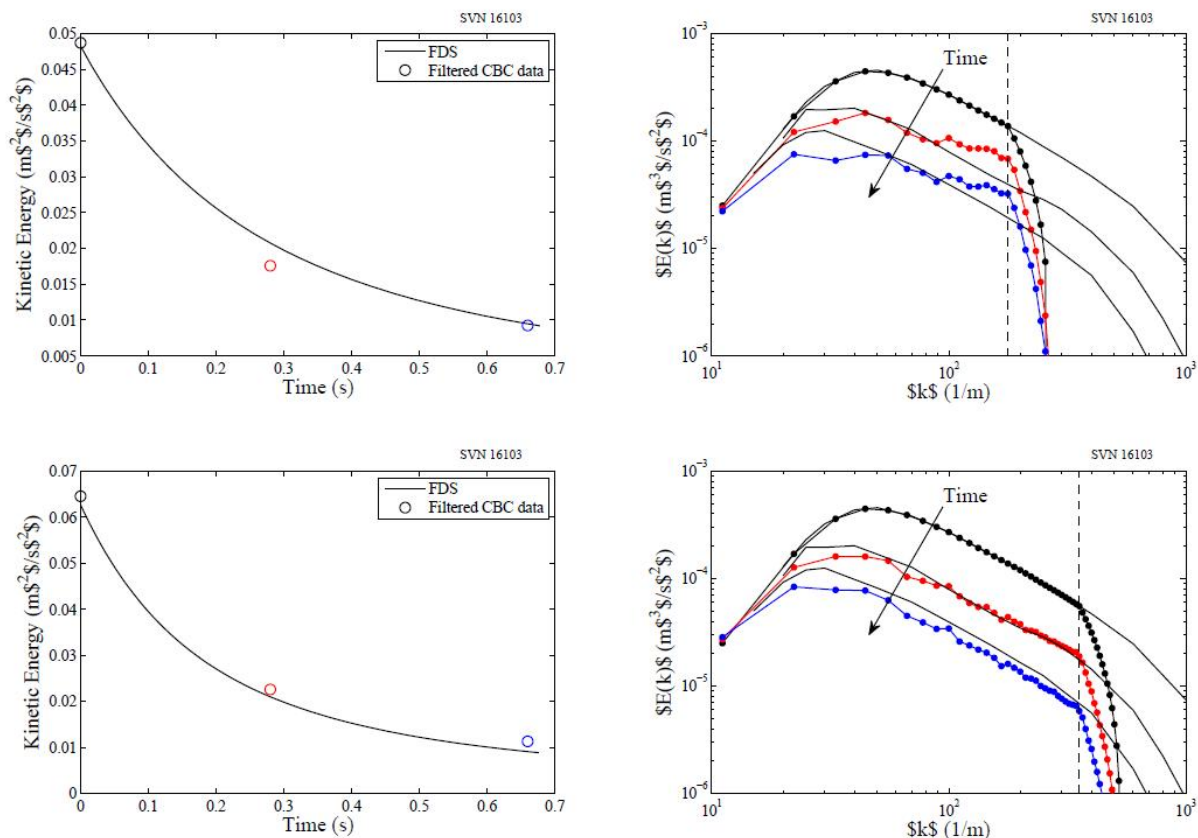 SVN 16103
Kinetic Energy (m$^2$/s$^2$)
0.05
0.045
0.04
0.035
0.03
0.025
0.02
0.015
0.01
0.005
0 0.1 0.2 0.3 0.4 0.5 0.6 0.7
Time (s)
FDS
Filtered CBC data
SVN 16103
$E(k)$ (m$^3$/s$^2$)
10^-3
10^-4
10^-5
10^-6
10^1 10^2 10^3
$k$ (1/m)
Time
SVN 16103
Kinetic Energy (m$^2$/s$^2$)
0.07
0.06
0.05
0.04
0.03
0.02
0.01
0
0 0.1 0.2 0.3 0.4 0.5 0.6 0.7
Time (s)
FDS
Filtered CBC data
SVN 16103
$E(k)$ (m$^3$/s$^2$)
10^-3
10^-4
10^-5
10^-6
10^1 10^2 10^3
$k$ (1/m)
Time